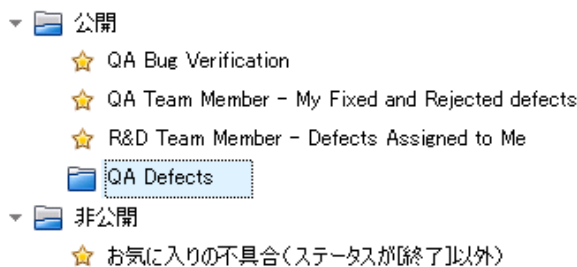 公開
QA Bug Verification
QA Team Member - My Fixed and Rejected defects
R&D Team Member - Defects Assigned to Me
QA Defects
非公開
お気に入りの不具合(ステータスが[終了]以外)